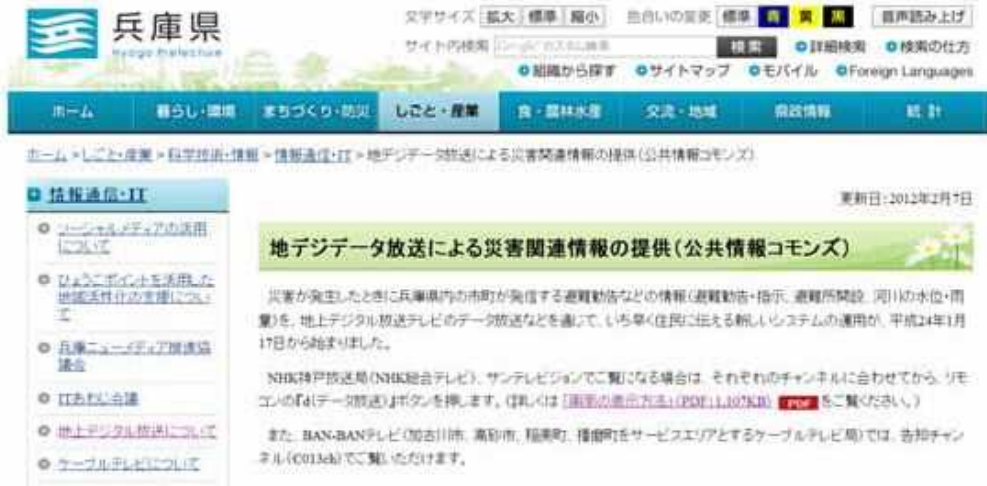 兵庫県
Hyogo Prefecture
文字サイズ 拡大 標準 縮小 色合いの変更 標準 青 黄 黒 音声読み上げ
サイト内検索 検索 詳細検索 検索の仕方
組織から探す サイトマップ モバイル Foreign Languages
ホーム 暮らし・環境 まちづくり・防災 しごと・産業 食・農林水産 交流・地域 県政情報 統計
ホーム > しごと・産業 > 科学技術・情報 > 情報通信・IT > 地デジデータ放送による災害関連情報の提供(公共情報コモンズ)
情報通信・IT
ソーシャルメディアの活用
について
ひょうごポイントを活用した
地域活性化の支援につい
て
兵庫ニューメディア推進協
議会
ITあわじ会議
地上デジタル放送について
ケーブルテレビについて
更新日:2012年2月7日
地デジデータ放送による災害関連情報の提供(公共情報コモンズ)
災害が発生したときに兵庫県内の市町が発信する避難勧告などの情報(避難勧告・指示、避難所開設、河川の水位・雨
量)を、地上デジタル放送テレビのデータ放送などを通じて、いち早く住民に伝える新しいシステムの運用が、平成24年1月
17日から始まりました。
NHK神戸放送局(NHK総合テレビ)、サンテレビジョンでご覧になる場合は、それぞれのチャンネルに合わせてから、リモ
コンの『d(データ放送)』ボタンを押します。(詳しくは「画面の表示方法」(PDF:1,107KB) PDF をご覧ください。)
また、BAN-BANテレビ(加古川市、高砂市、稲美町、播磨町をサービスエリアとするケーブルテレビ局)では、告知チャン
ネル(C013ch)でご覧いただけます。